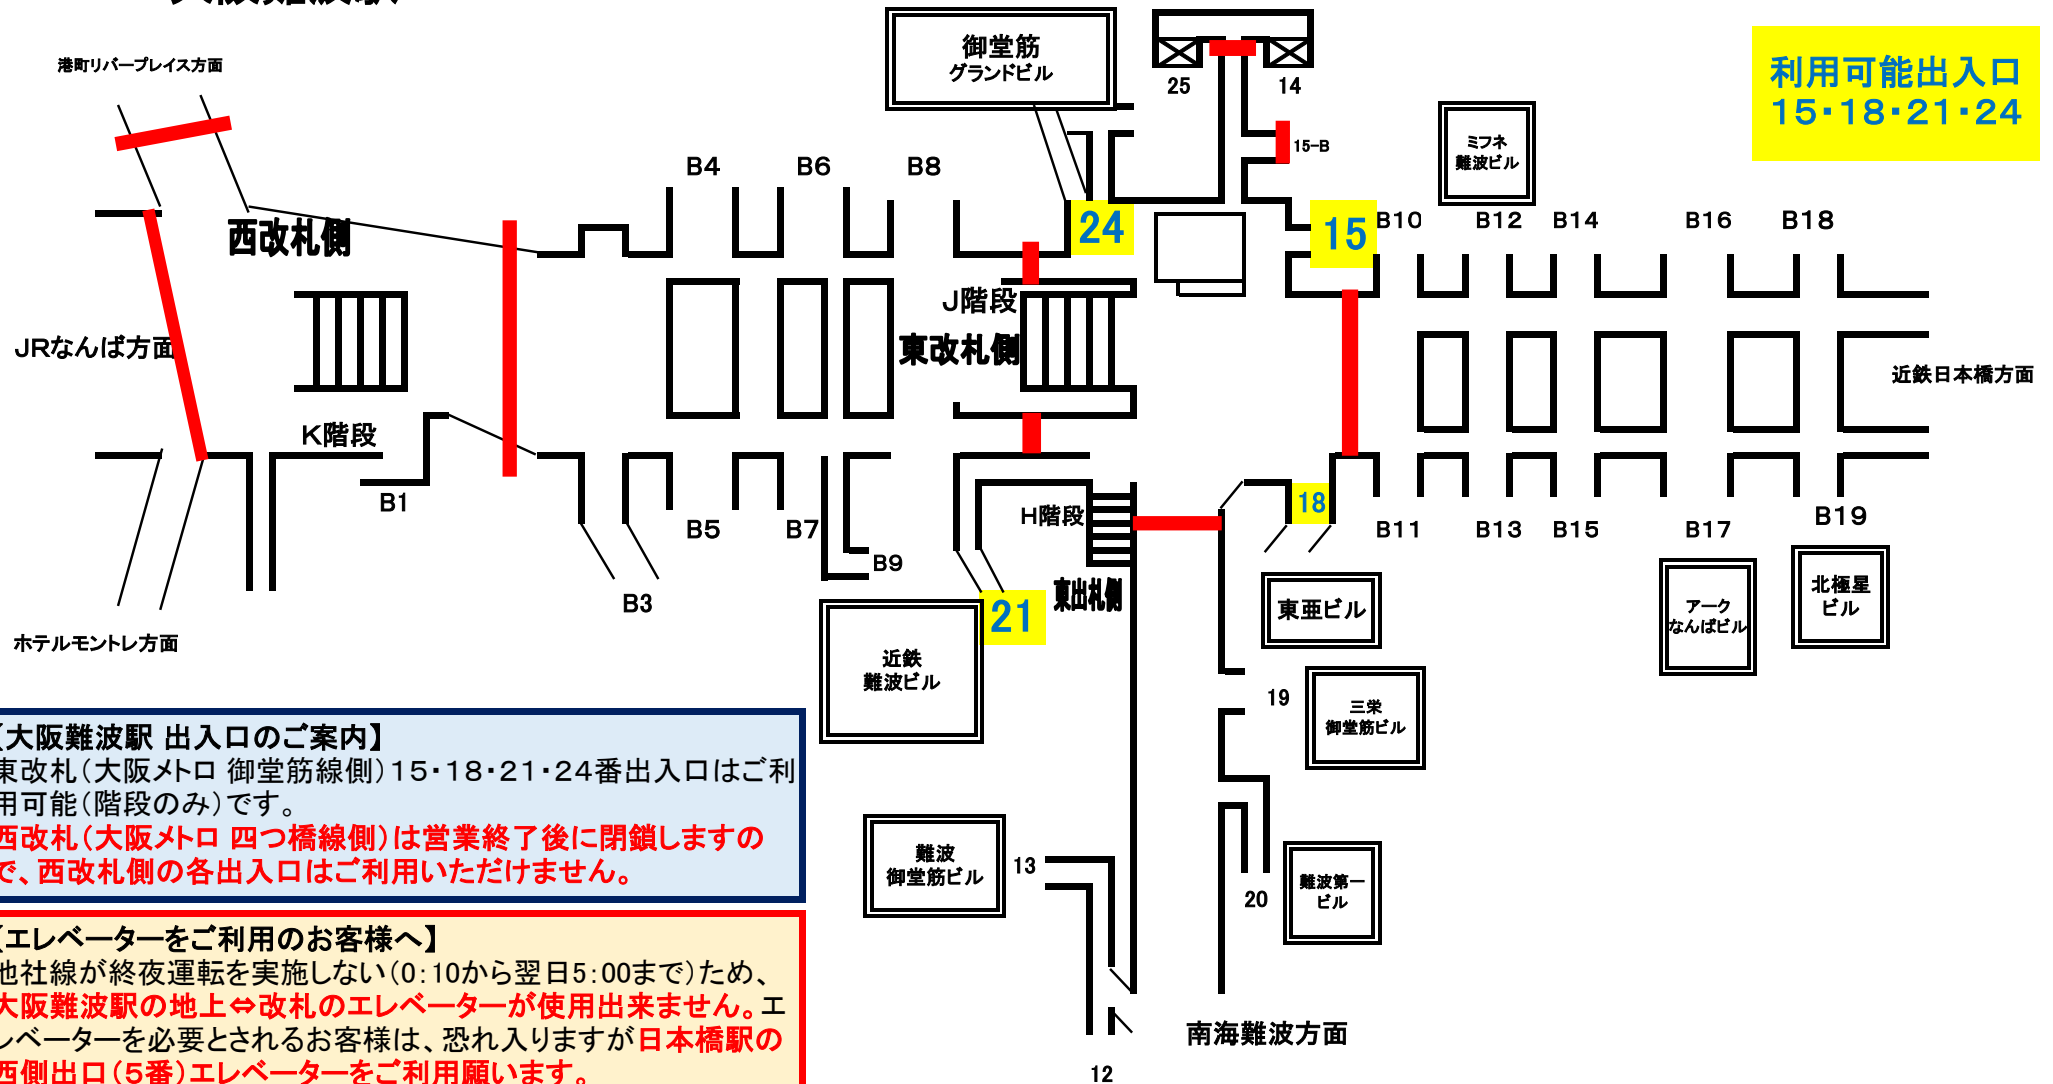 港町リバープレイス方面
御堂筋
グランドビル
25
14
15-B
利用可能出入口
15・18・21・24
ミフネ
難波ビル
B4
B6
B8
24
15
B10
B12
B14
B16
B18
西改札側
J階段
東改札側
JRなんば方面
近鉄日本橋方面
K階段
B1
B5
B7
B9
B3
H階段
18
B11
B13
B15
B17
B19
東出札側
21
東亜ビル
アーク
なんばビル
北極星
ビル
ホテルモントレ方面
近鉄
難波ビル
19
三栄
御堂筋ビル
【大阪難波駅 出入口のご案内】
東改札(大阪メトロ 御堂筋線側)15・18・21・24番出入口はご利
用可能(階段のみ)です。
西改札(大阪メトロ 四つ橋線側)は営業終了後に閉鎖しますの
で、西改札側の各出入口はご利用いただけません。
難波
御堂筋ビル
13
20
難波第一
ビル
【エレベーターをご利用のお客様へ】
他社線が終夜運転を実施しない(0:10から翌日5:00まで)ため、
大阪難波駅の地上⇔改札のエレベーターが使用出来ません。エ
レベーターを必要とされるお客様は、恐れ入りますが日本橋駅の
西側出口(5番)エレベーターをご利用願います。
南海難波方面
12